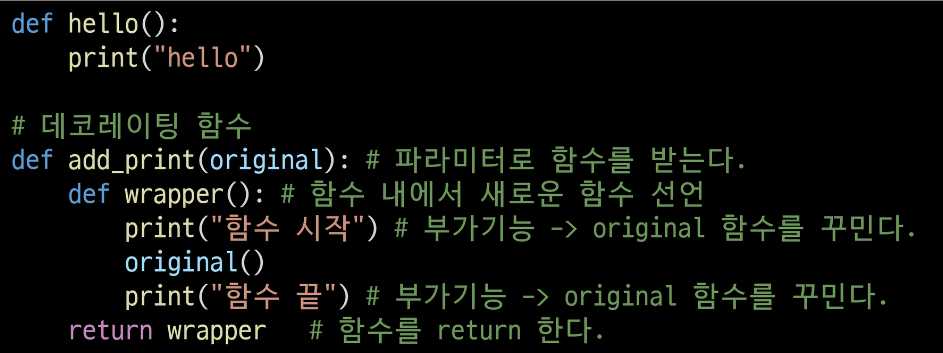 def hello():
    print("hello")

# 데코레이팅 함수
def add_print(original): # 파라미터로 함수를 받는다.
    def wrapper(): # 함수 내에서 새로운 함수 선언
        print("함수 시작") # 부가기능 -> original 함수를 꾸민다.
        original()
        print("함수 끝") # 부가기능 -> original 함수를 꾸민다.
    return wrapper   # 함수를 return 한다.